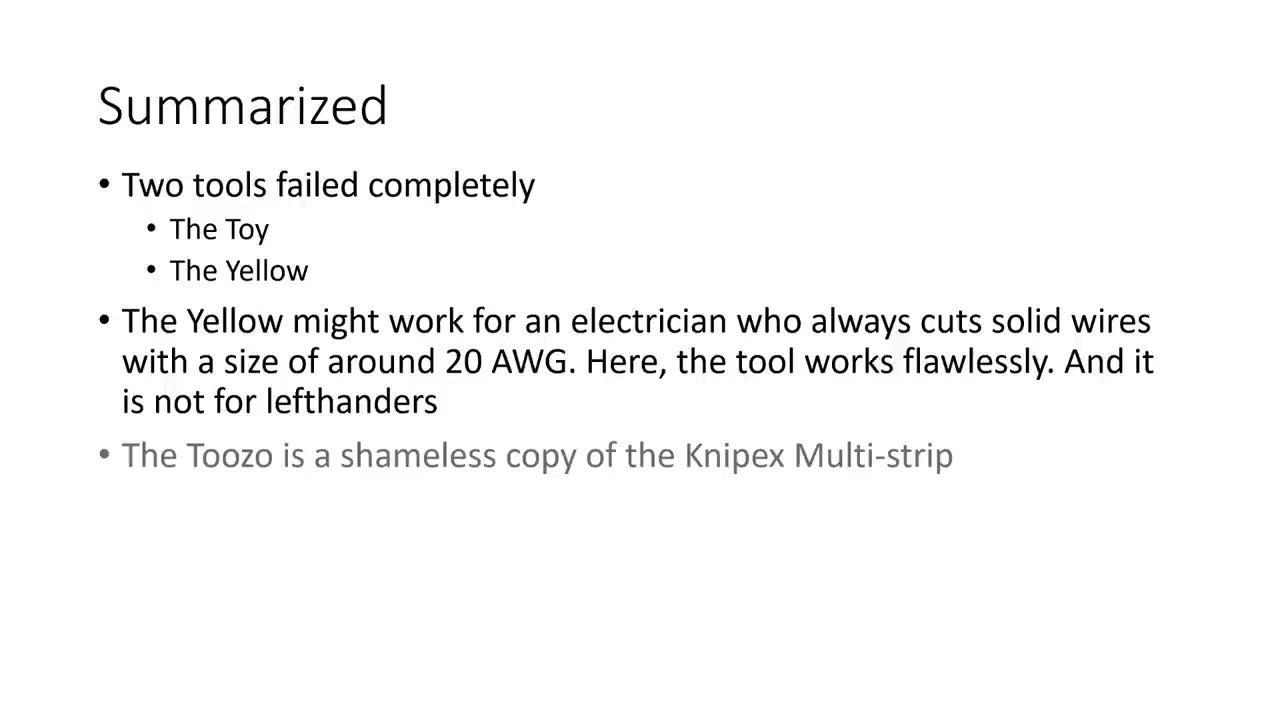 Summarized
• Two tools failed completely
• The Toy
• The Yellow
• The Yellow might work for an electrician who always cuts solid wires
with a size of around 20 AWG. Here, the tool works flawlessly. And it
is not for lefthanders
• The Toozo is a shameless copy of the Knipex Multi-strip